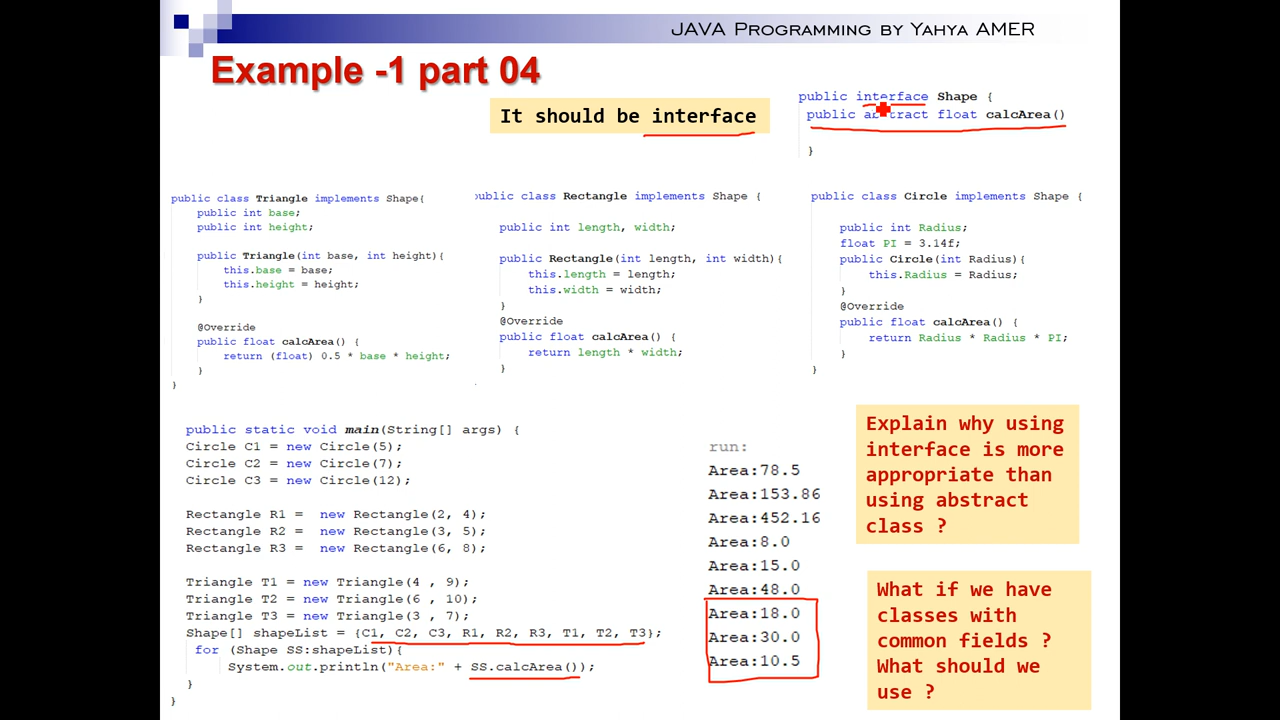 JAVA Programming by Yahya AMER
Example -1 part 04
It should be interface
public interface Shape {
public abstract float calcArea()
}
public class Triangle implements Shape{
public int base;
public int height;
public Triangle(int base, int height){
this.base = base;
this.height = height;
}
@Override
public float calcArea() {
return (float) 0.5 * base * height;
}
}
public class Rectangle implements Shape {
public int length, width;
public Rectangle(int length, int width){
this.length = length;
this.width = width;
}
@Override
public float calcArea() {
return length * width;
}
public class Circle implements Shape {
public int Radius;
float PI = 3.14f;
public Circle(int Radius){
this.Radius = Radius;
}
@Override
public float calcArea() {
return Radius * Radius * PI;
}
}
public static void main(String[] args) {
Circle C1 = new Circle(5);
Circle C2 = new Circle(7);
Circle C3 = new Circle(12);
Rectangle R1 = new Rectangle(2, 4);
Rectangle R2 = new Rectangle(3, 5);
Rectangle R3 = new Rectangle(6, 8);
Triangle T1 = new Triangle(4 , 9);
Triangle T2 = new Triangle(6 , 10);
Triangle T3 = new Triangle(3 , 7);
Shape[] shapeList = {C1, C2, C3, R1, R2, R3, T1, T2, T3};
for (Shape SS:shapeList){
System.out.println("Area:" + SS.calcArea());
}
}
run:
Area:78.5
Area:153.86
Area:452.16
Area:8.0
Area:15.0
Area:48.0
Area:18.0
Area:30.0
Area:10.5
Explain why using
interface is more
appropriate than
using abstract
class ?
What if we have
classes with
common fields ?
What should we
use ?